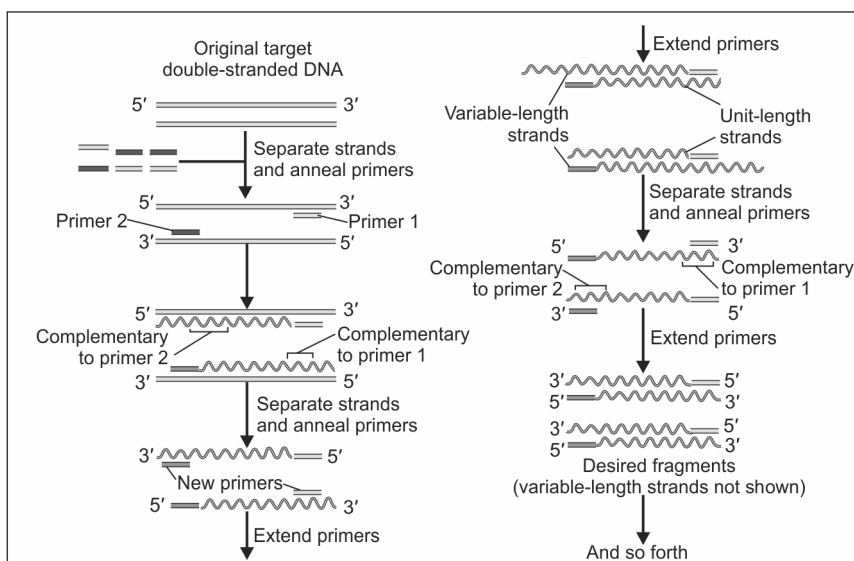 Original target
double-stranded DNA
5′ 3′
Separate strands
and anneal primers
5′ 3′
Primer 2 Primer 1
3′ 5′
5′ 3′
Complementary
to primer 2
Complementary
to primer 1
3′ 5′
Separate strands
and anneal primers
3′ 5′
New primers
5′ 3′
Extend primers
Extend primers
Variable-length
strands
Unit-length
strands
Separate strands
and anneal primers
5′ 3′
Complementary
to primer 2
Complementary
to primer 1
3′ 5′
Extend primers
3′ 5′
5′ 3′
3′ 5′
5′ 3′
Desired fragments
(variable-length strands not shown)
And so forth